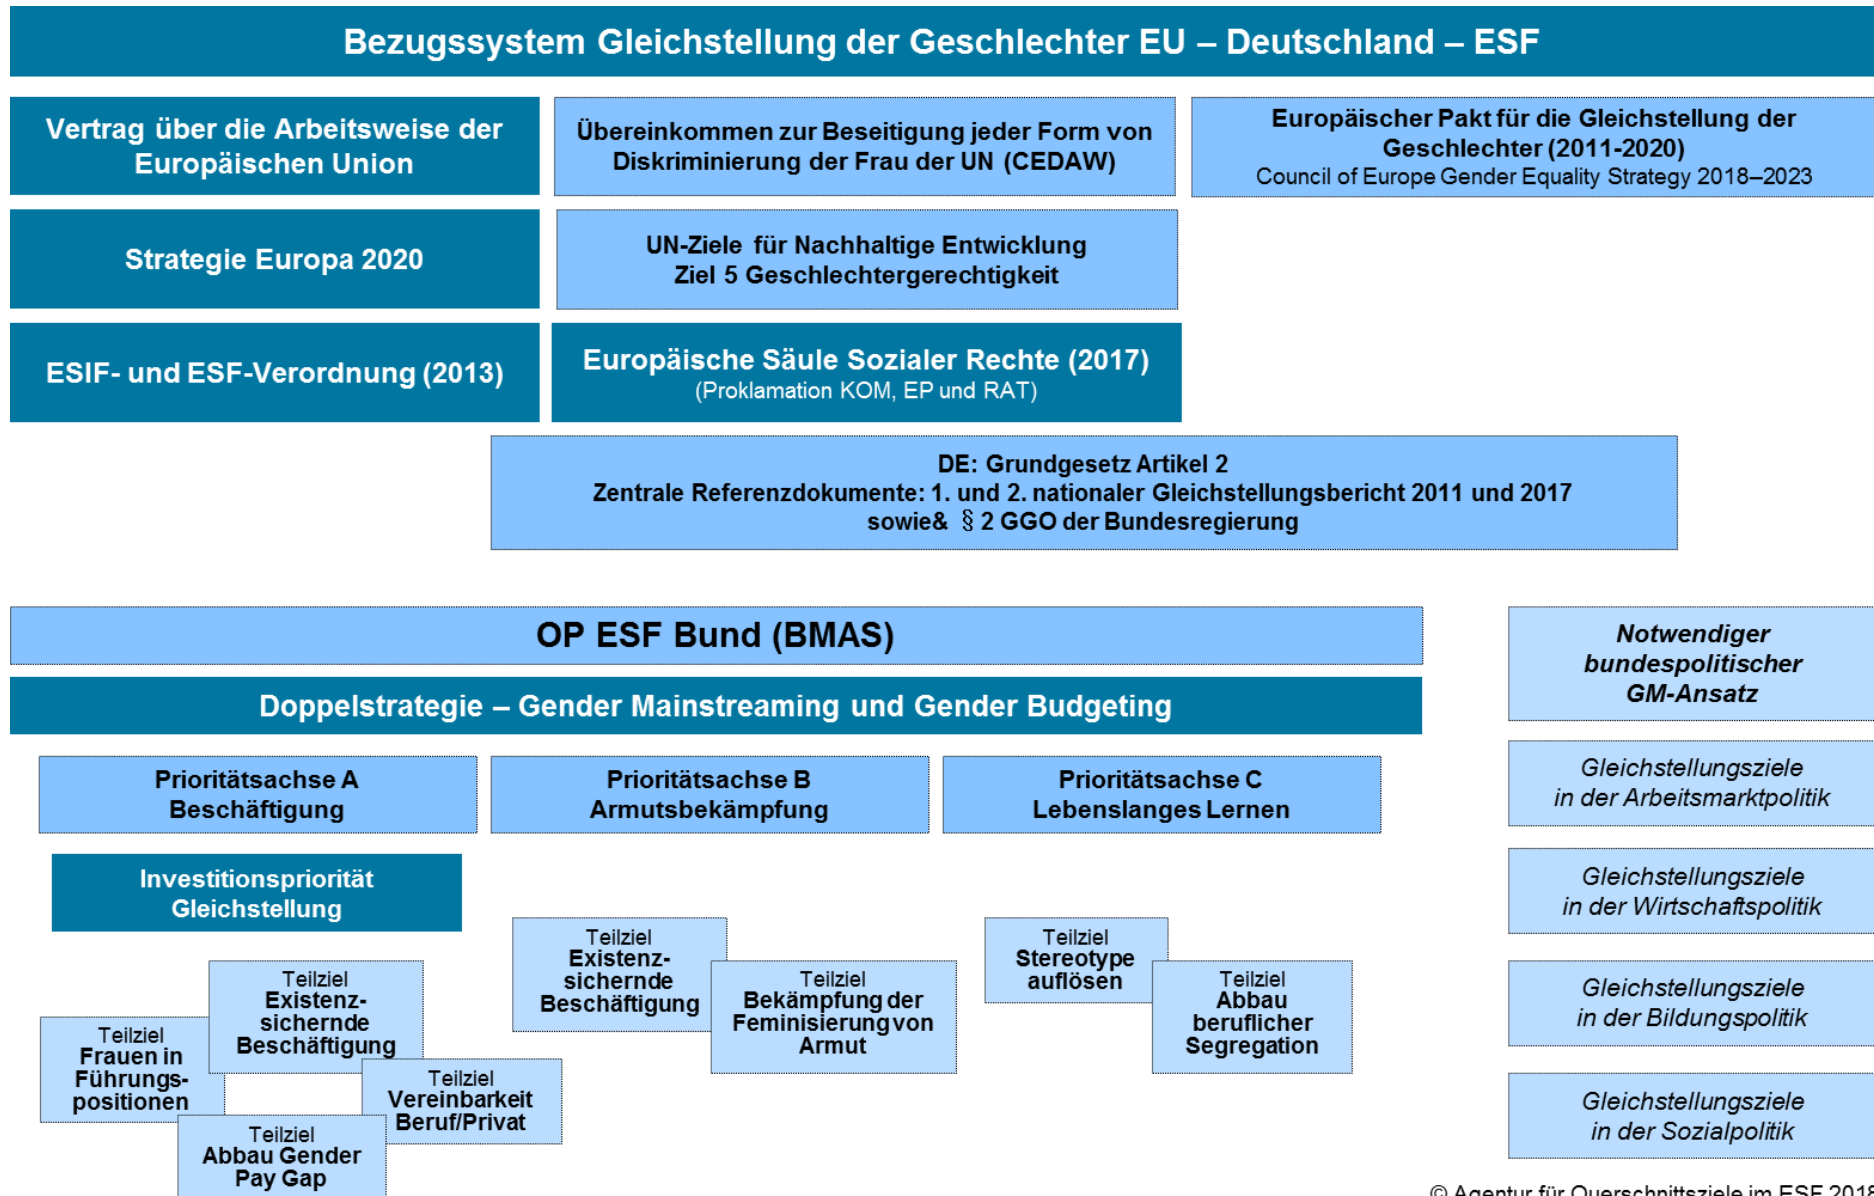 Bezugssystem Gleichstellung der Geschlechter EU – Deutschland – ESF
Vertrag über die Arbeitsweise der
Europäischen Union
Übereinkommen zur Beseitigung jeder Form von
Diskriminierung der Frau der UN (CEDAW)
Europäischer Pakt für die Gleichstellung der
Geschlechter (2011-2020)
Council of Europe Gender Equality Strategy 2018–2023
Strategie Europa 2020
UN-Ziele für Nachhaltige Entwicklung
Ziel 5 Geschlechtergerechtigkeit
ESIF- und ESF-Verordnung (2013)
Europäische Säule Sozialer Rechte (2017)
(Proklamation KOM, EP und RAT)
DE: Grundgesetz Artikel 2
Zentrale Referenzdokumente: 1. und 2. nationaler Gleichstellungsbericht 2011 und 2017
sowie& § 2 GGO der Bundesregierung
OP ESF Bund (BMAS)
Doppelstrategie – Gender Mainstreaming und Gender Budgeting
Prioritätsachse A
Beschäftigung
Investitionspriorität
Gleichstellung
Teilziel
Frauen in
Führungs-
positionen
Teilziel
Existenz-
sichernde
Beschäftigung
Teilziel
Vereinbarkeit
Beruf/Privat
Teilziel
Abbau Gender
Pay Gap
Prioritätsachse B
Armutsbekämpfung
Teilziel
Existenz-
sichernde
Beschäftigung
Teilziel
Bekämpfung der
Feminisierung von
Armut
Prioritätsachse C
Lebenslanges Lernen
Teilziel
Stereotype
auflösen
Teilziel
Abbau
beruflicher
Segregation
Notwendiger
bundespolitischer
GM-Ansatz
Gleichstellungsziele
in der Arbeitsmarktpolitik
Gleichstellungsziele
in der Wirtschaftspolitik
Gleichstellungsziele
in der Bildungspolitik
Gleichstellungsziele
in der Sozialpolitik
© Agentur für Querschnittsziele im ESF 2018